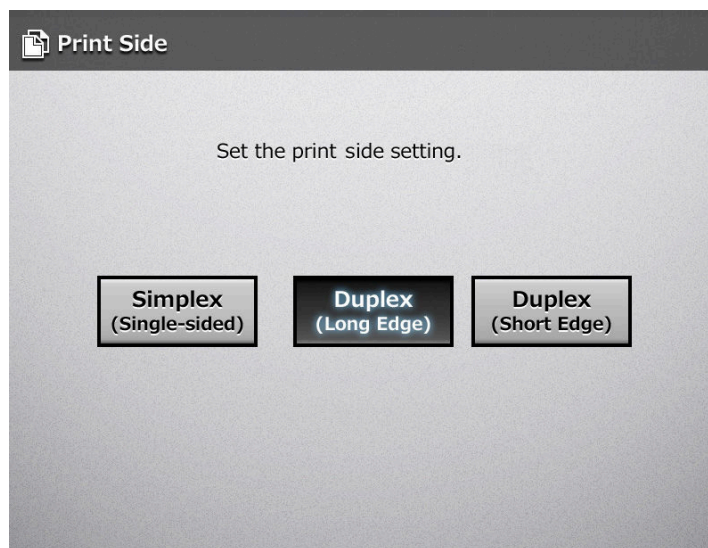 Print Side
Set the print side setting.
Simplex
(Single-sided)
Duplex
(Long Edge)
Duplex
(Short Edge)